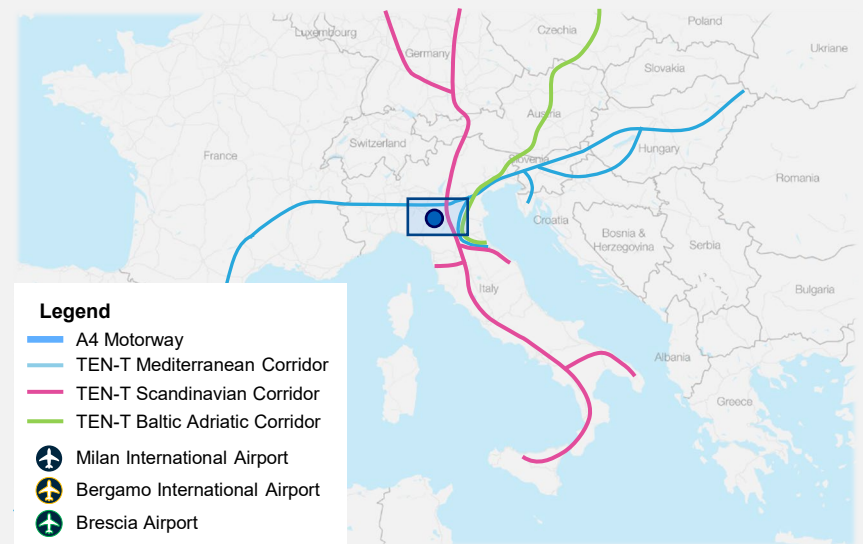 Luxembourg
Czechia
Poland
Germany
Ukraine
Slovakia
Austria
Switzerland
France
Slovenia
Hungary
Romania
Croatia
Bosnia &
Herzegovina
Serbia
Italy
Bulgaria
Albania
Greece
Legend
A4 Motorway
TEN-T Mediterranean Corridor
TEN-T Scandinavian Corridor
TEN-T Baltic Adriatic Corridor
Milan International Airport
Bergamo International Airport
Brescia Airport